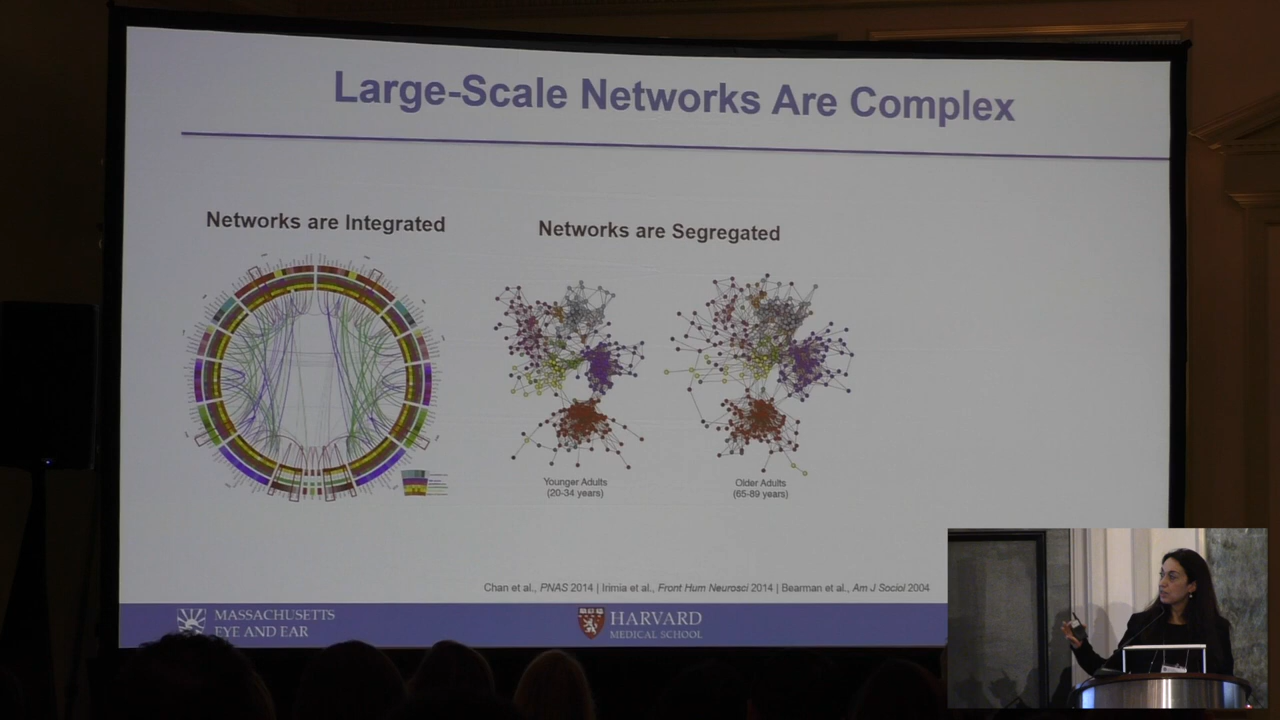 Large-Scale Networks Are Complex
Networks are Integrated
Networks are Segregated
Younger Adults
(20-34 years)
Older Adults
(65-89 years)
Chan et al., PNAS 2014 | Irimia et al., Front Hum Neurosci 2014 | Bearman et al., Am J Sociol 2004
MASSACHUSETTS
EYE AND EAR
HARVARD
MEDICAL SCHOOL